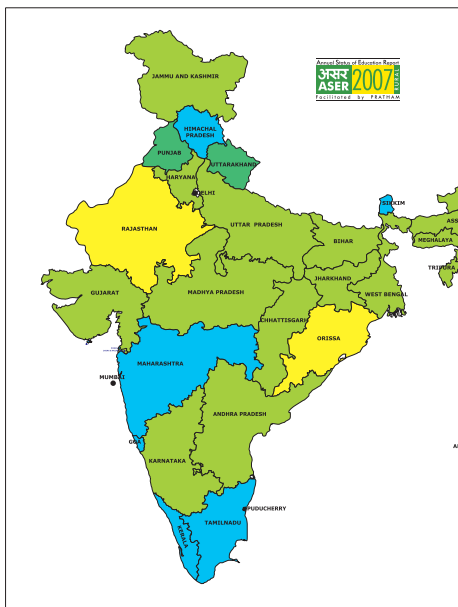 Annual Status of Education Report
असर
ASER
2007
RURAL
Facilitated by PRATHAM
JAMMU AND KASHMIR
HIMACHAL
PRADESH
PUNJAB
UTTARAKHAND
HARYANA
DELHI
SIKKIM
ASS
RAJASTHAN
UTTAR PRADESH
BIHAR
MEGHALAYA
TRIPURA
JHARKHAND
GUJARAT
MADHYA PRADESH
WEST BENGAL
CHHATTISGARH
ORISSA
MAHARASHTRA
MUMBAI
ANDHRA PRADESH
GOA
KARNATAKA
PUDUCHERRY
TAMILNADU
KERALA